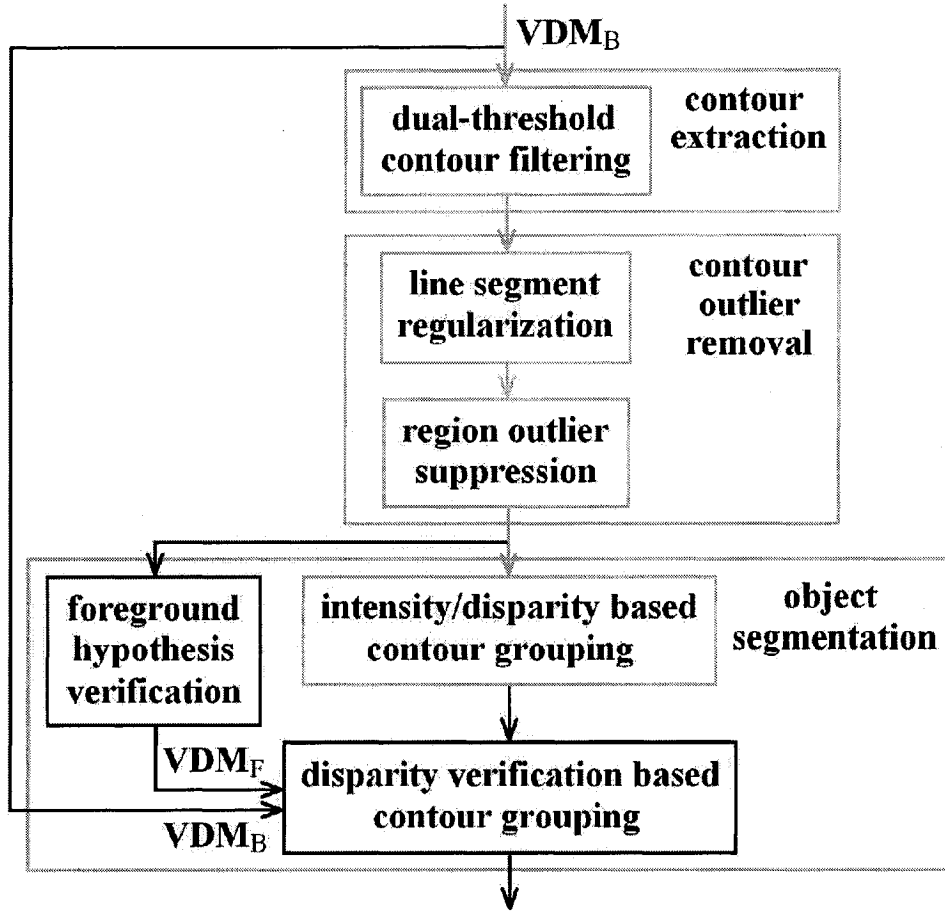 VDM_B
dual-threshold
contour filtering
contour
extraction
line segment
regularization
contour
outlier
removal
region outlier
suppression
foreground
hypothesis
verification
intensity/disparity based
contour grouping
object
segmentation
VDM_F
VDM_B
disparity verification based
contour grouping